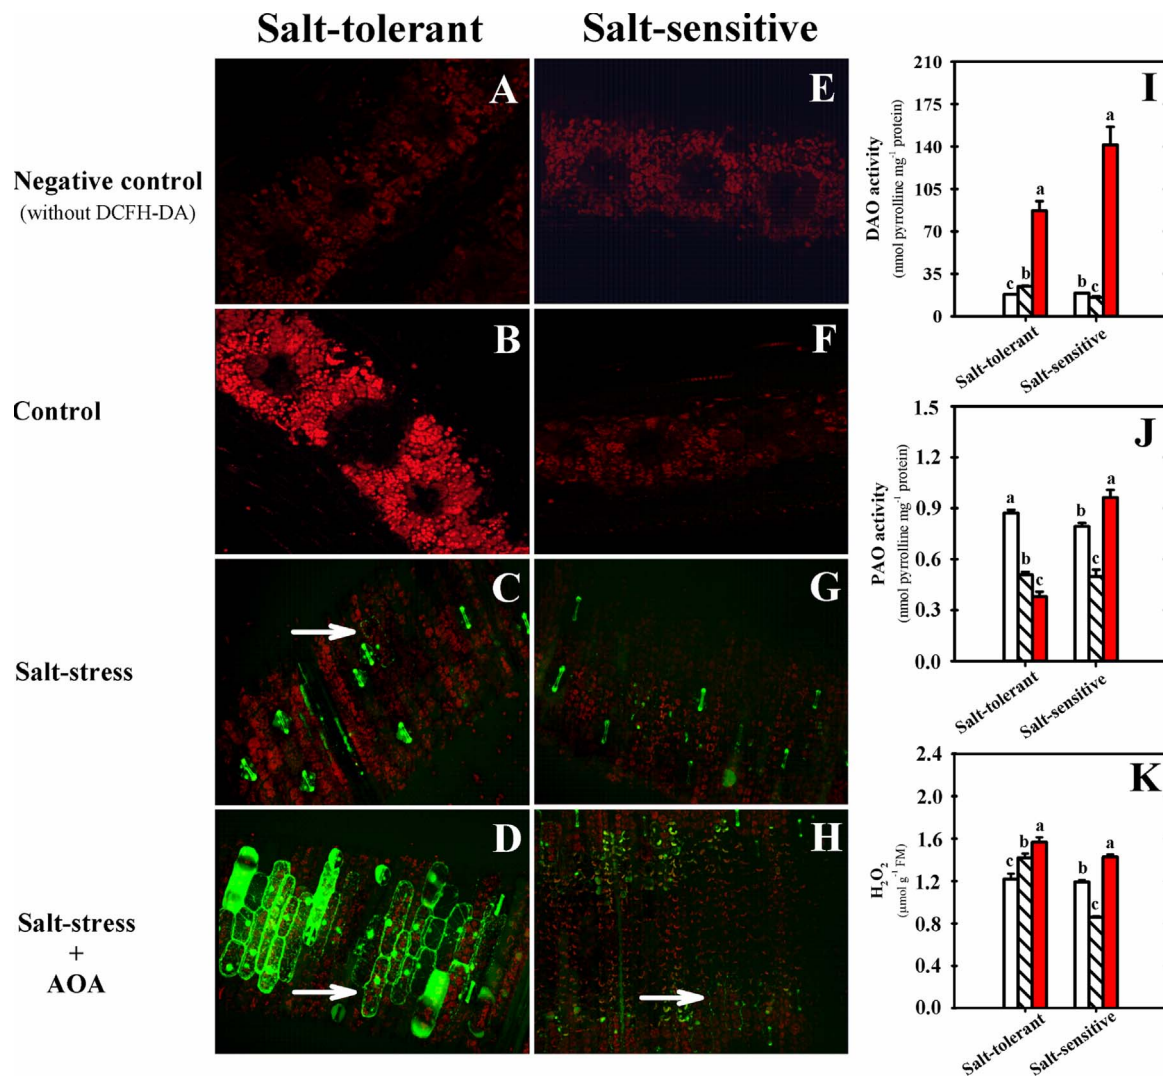 Salt-tolerant
Salt-sensitive
Negative control
(without DCFH-DA)
Control
Salt-stress
Salt-stress
+
AOA
A
E
B
F
C
G
D
H
I
DAO activity
(nmol pyrrolline mg-1 protein)
210
175
140
105
70
35
0
c
b
a
b
c
a
Salt-tolerant
Salt-sensitive
J
PAO activity
(nmol pyrrolline mg-1 protein)
1.5
1.2
0.9
0.6
0.3
0.0
a
b
c
b
c
a
Salt-tolerant
Salt-sensitive
K
H2O2
(μmol g-1 FM)
2.4
2.0
1.6
1.2
0.8
0.4
0.0
c
b
a
b
c
a
Salt-tolerant
Salt-sensitive